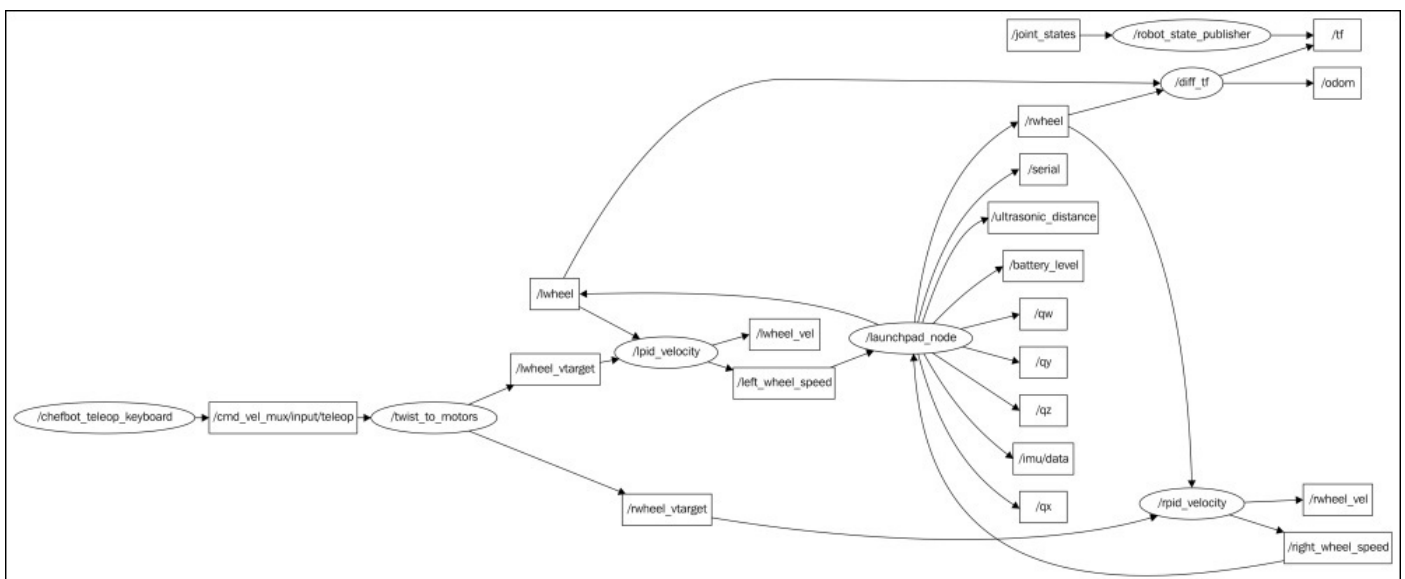 /joint_states
/robot_state_publisher
/tf
/diff_tf
/odom
/rwheel
/serial
/ultrasonic_distance
/battery_level
/lwheel
/qw
/lwheel_vel
/launchpad_node
/lpid_velocity
/qy
/lwheel_vtarget
/left_wheel_speed
/qz
/chefbot_teleop_keyboard
/cmd_vel_mux/input/teleop
/twist_to_motors
/imu/data
/qx
/rwheel_vtarget
/rpid_velocity
/rwheel_vel
/right_wheel_speed